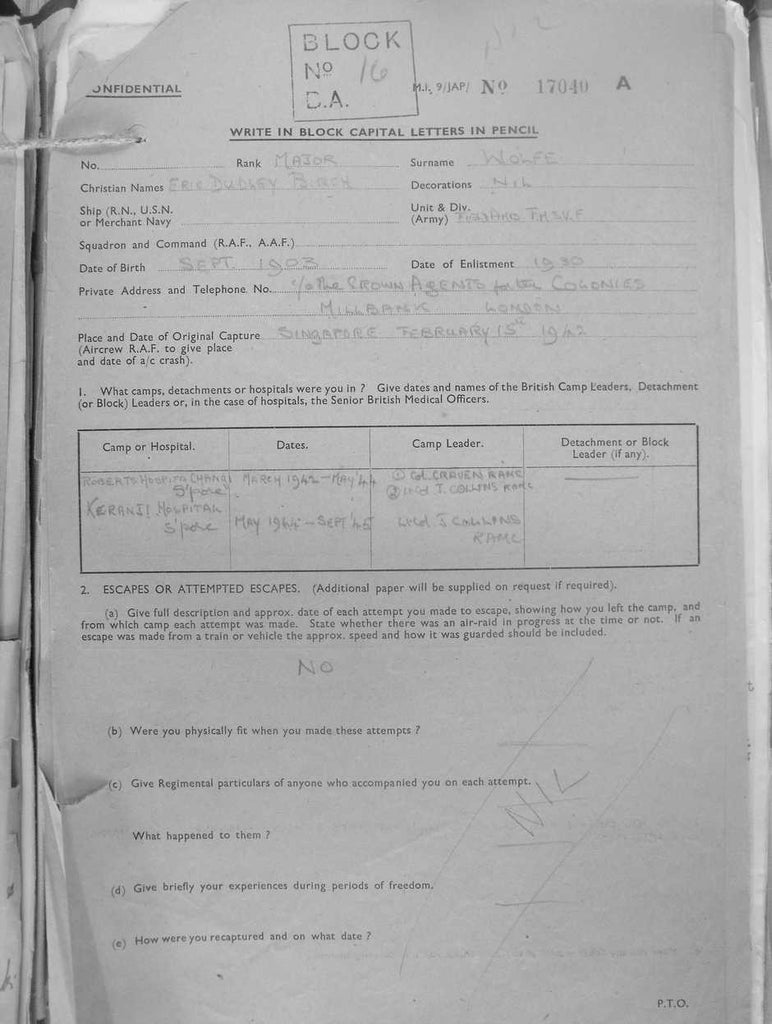 BLOCK
No 16
D.A.
ONFIDENTIAL
M.I. 9/JAP/ No 17040 A
WRITE IN BLOCK CAPITAL LETTERS IN PENCIL
No. Rank MAJOR Surname WOLFE
Christian Names ERIC DUDLEY BIRCH Decorations NIL
Ship (R.N., U.S.N. Unit & Div.
or Merchant Navy (Army) F.M.S.V.F
Squadron and Command (R.A.F., A.A.F.)
Date of Birth SEPT. 1903 Date of Enlistment 1930
Private Address and Telephone No. c/o The CROWN AGENTS for the COLONIES
MILLBANK LONDON
Place and Date of Original Capture SINGAPORE FEBRUARY 15th 1942
(Aircrew R.A.F. to give place
and date of a/c crash).
1. What camps, detachments or hospitals were you in ? Give dates and names of the British Camp Leaders, Detachment
(or Block) Leaders or, in the case of hospitals, the Senior British Medical Officers.
Camp or Hospital. Dates. Camp Leader. Detachment or Block
Leader (if any).
ROBERTS HOSPITAL CHANGI MARCH 1942 - MAY 44 ① Col. CRAVEN RAMC
S'pore ② Lt Col J. COLLINS RAMC
KERANJI HOSPITAL
S'pore MAY 1944 - SEPT '45 Lt Col J COLLINS
RAMC
2. ESCAPES OR ATTEMPTED ESCAPES. (Additional paper will be supplied on request if required).
(a) Give full description and approx. date of each attempt you made to escape, showing how you left the camp, and
from which camp each attempt was made. State whether there was an air-raid in progress at the time or not. If an
escape was made from a train or vehicle the approx. speed and how it was guarded should be included.
NO
(b) Were you physically fit when you made these attempts ?
(c) Give Regimental particulars of anyone who accompanied you on each attempt.
NIL
What happened to them ?
(d) Give briefly your experiences during periods of freedom.
(e) How were you recaptured and on what date ?
P.T.O.